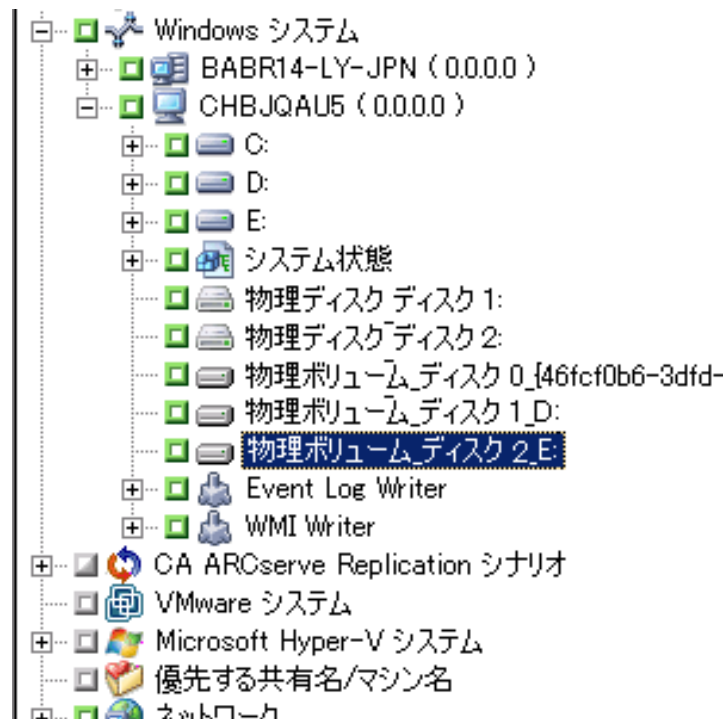 Windows システム
BABR14-LY-JPN ( 0.0.0.0 )
CHBJQAU5 ( 0.0.0.0 )
C:
D:
E:
システム状態
物理ディスク ディスク 1:
物理ディスク ディスク 2:
物理ボリューム_ディスク 0_{46fcf0b6-3dfd-
物理ボリューム_ディスク 1_D:
物理ボリューム_ディスク 2_E:
Event Log Writer
WMI Writer
CA ARCserve Replication シナリオ
VMware システム
Microsoft Hyper-V システム
優先する共有名/マシン名
ネットワーク